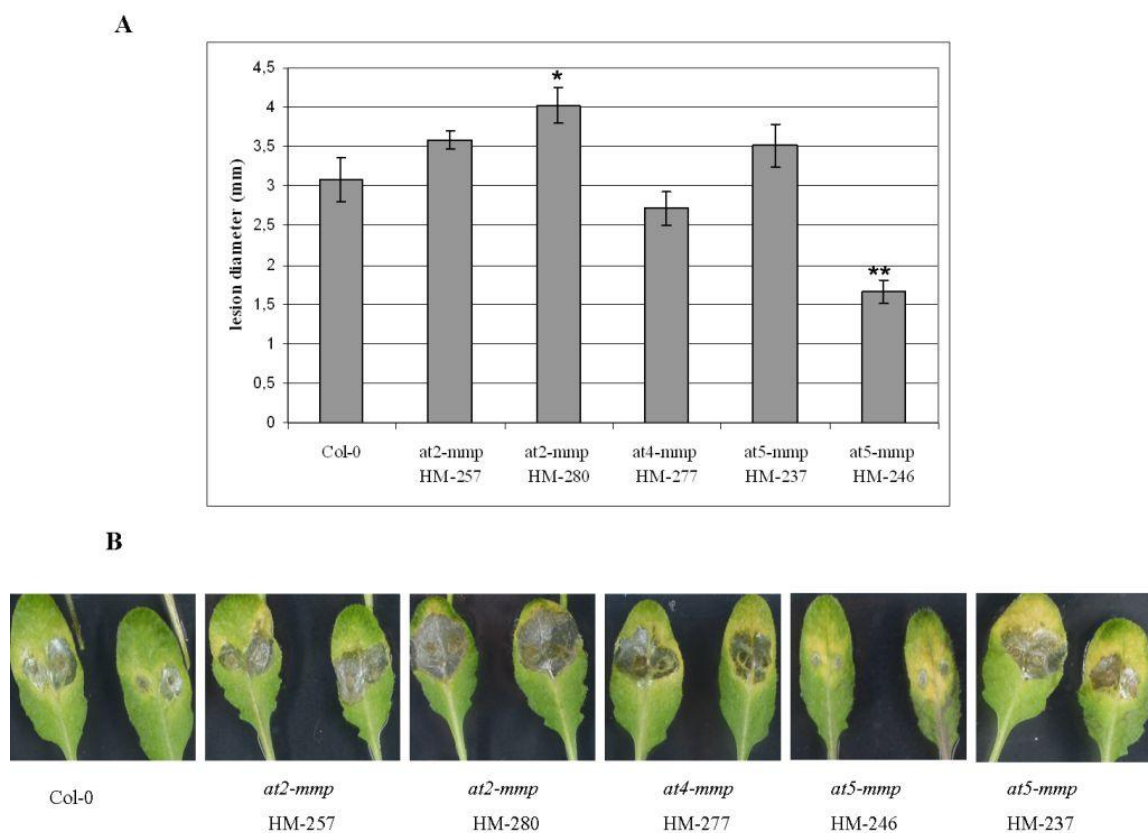 A
lesion diameter (mm)
4,5
4
3,5
3
2,5
2
1,5
1
0,5
0
*
**
Col-0 at2-mmp at2-mmp at4-mmp at5-mmp at5-mmp
HM-257 HM-280 HM-277 HM-237 HM-246
B
Col-0 at2-mmp at2-mmp at4-mmp at5-mmp at5-mmp
HM-257 HM-280 HM-277 HM-246 HM-237